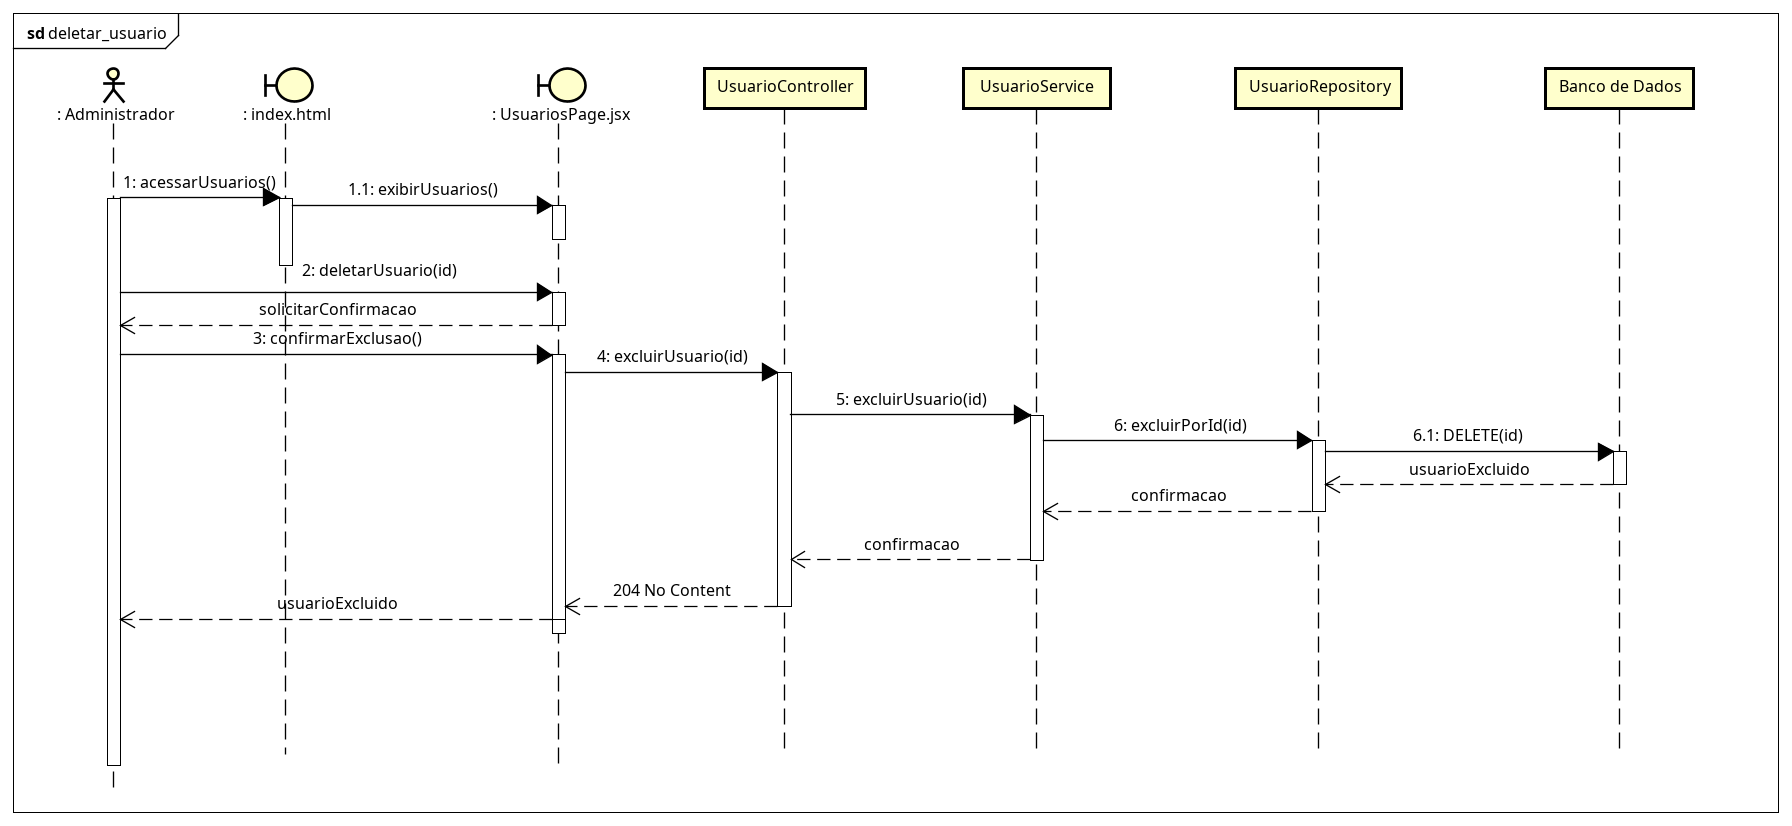 sd deletar_usuario
: Administrador
: index.html
: UsuariosPage.jsx
UsuarioController
UsuarioService
UsuarioRepository
Banco de Dados
1: acessarUsuarios()
1.1: exibirUsuarios()
2: deletarUsuario(id)
solicitarConfirmacao
3: confirmarExclusao()
4: excluirUsuario(id)
5: excluirUsuario(id)
6: excluirPorId(id)
6.1: DELETE(id)
usuarioExcluido
confirmacao
confirmacao
204 No Content
usuarioExcluido